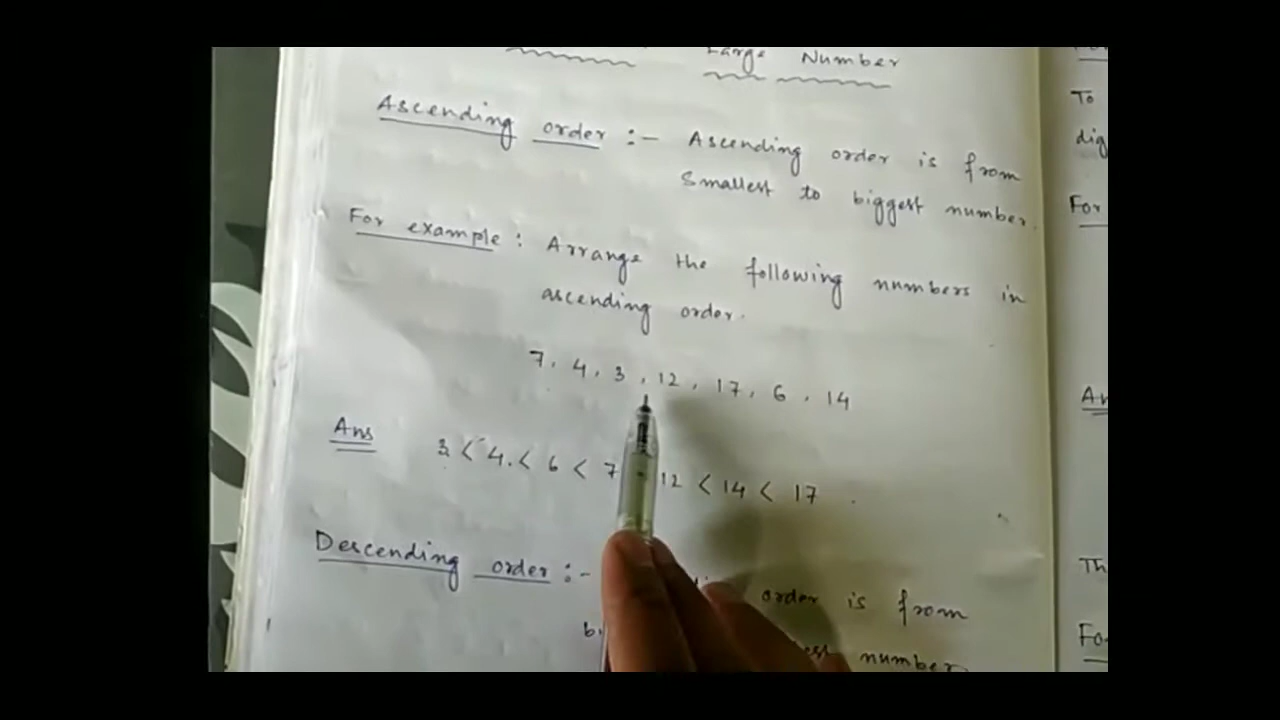 Large Number
Ascending order :- Ascending order is from
Smallest to biggest number.
For example : Arrange the following numbers in
ascending order.
7, 4, 3, 12, 17, 6, 14
Ans 3 < 4 < 6 < 7 12 < 14 < 17 .
Descending order :- order is from
number
To
For